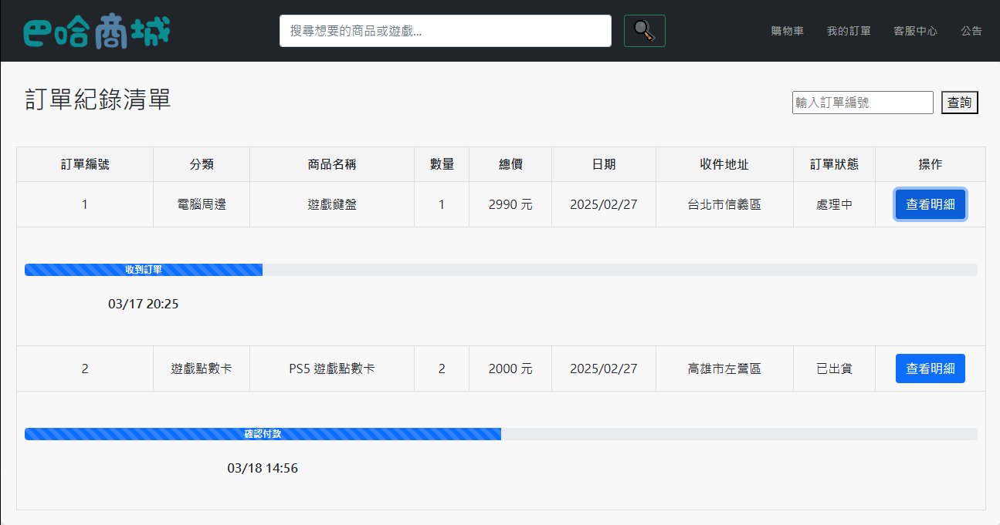 巴哈商城 搜尋想要的商品或遊戲... 購物車 我的訂單 客服中心 公告
訂單紀錄清單 輸入訂單編號 查詢
訂單編號 分類 商品名稱 數量 總價 日期 收件地址 訂單狀態 操作
1 電腦周邊 遊戲鍵盤 1 2990 元 2025/02/27 台北市信義區 處理中 查看明細
收到訂單
03/17 20:25
2 遊戲點數卡 PS5 遊戲點數卡 2 2000 元 2025/02/27 高雄市左營區 已出貨 查看明細
確認付款
03/18 14:56